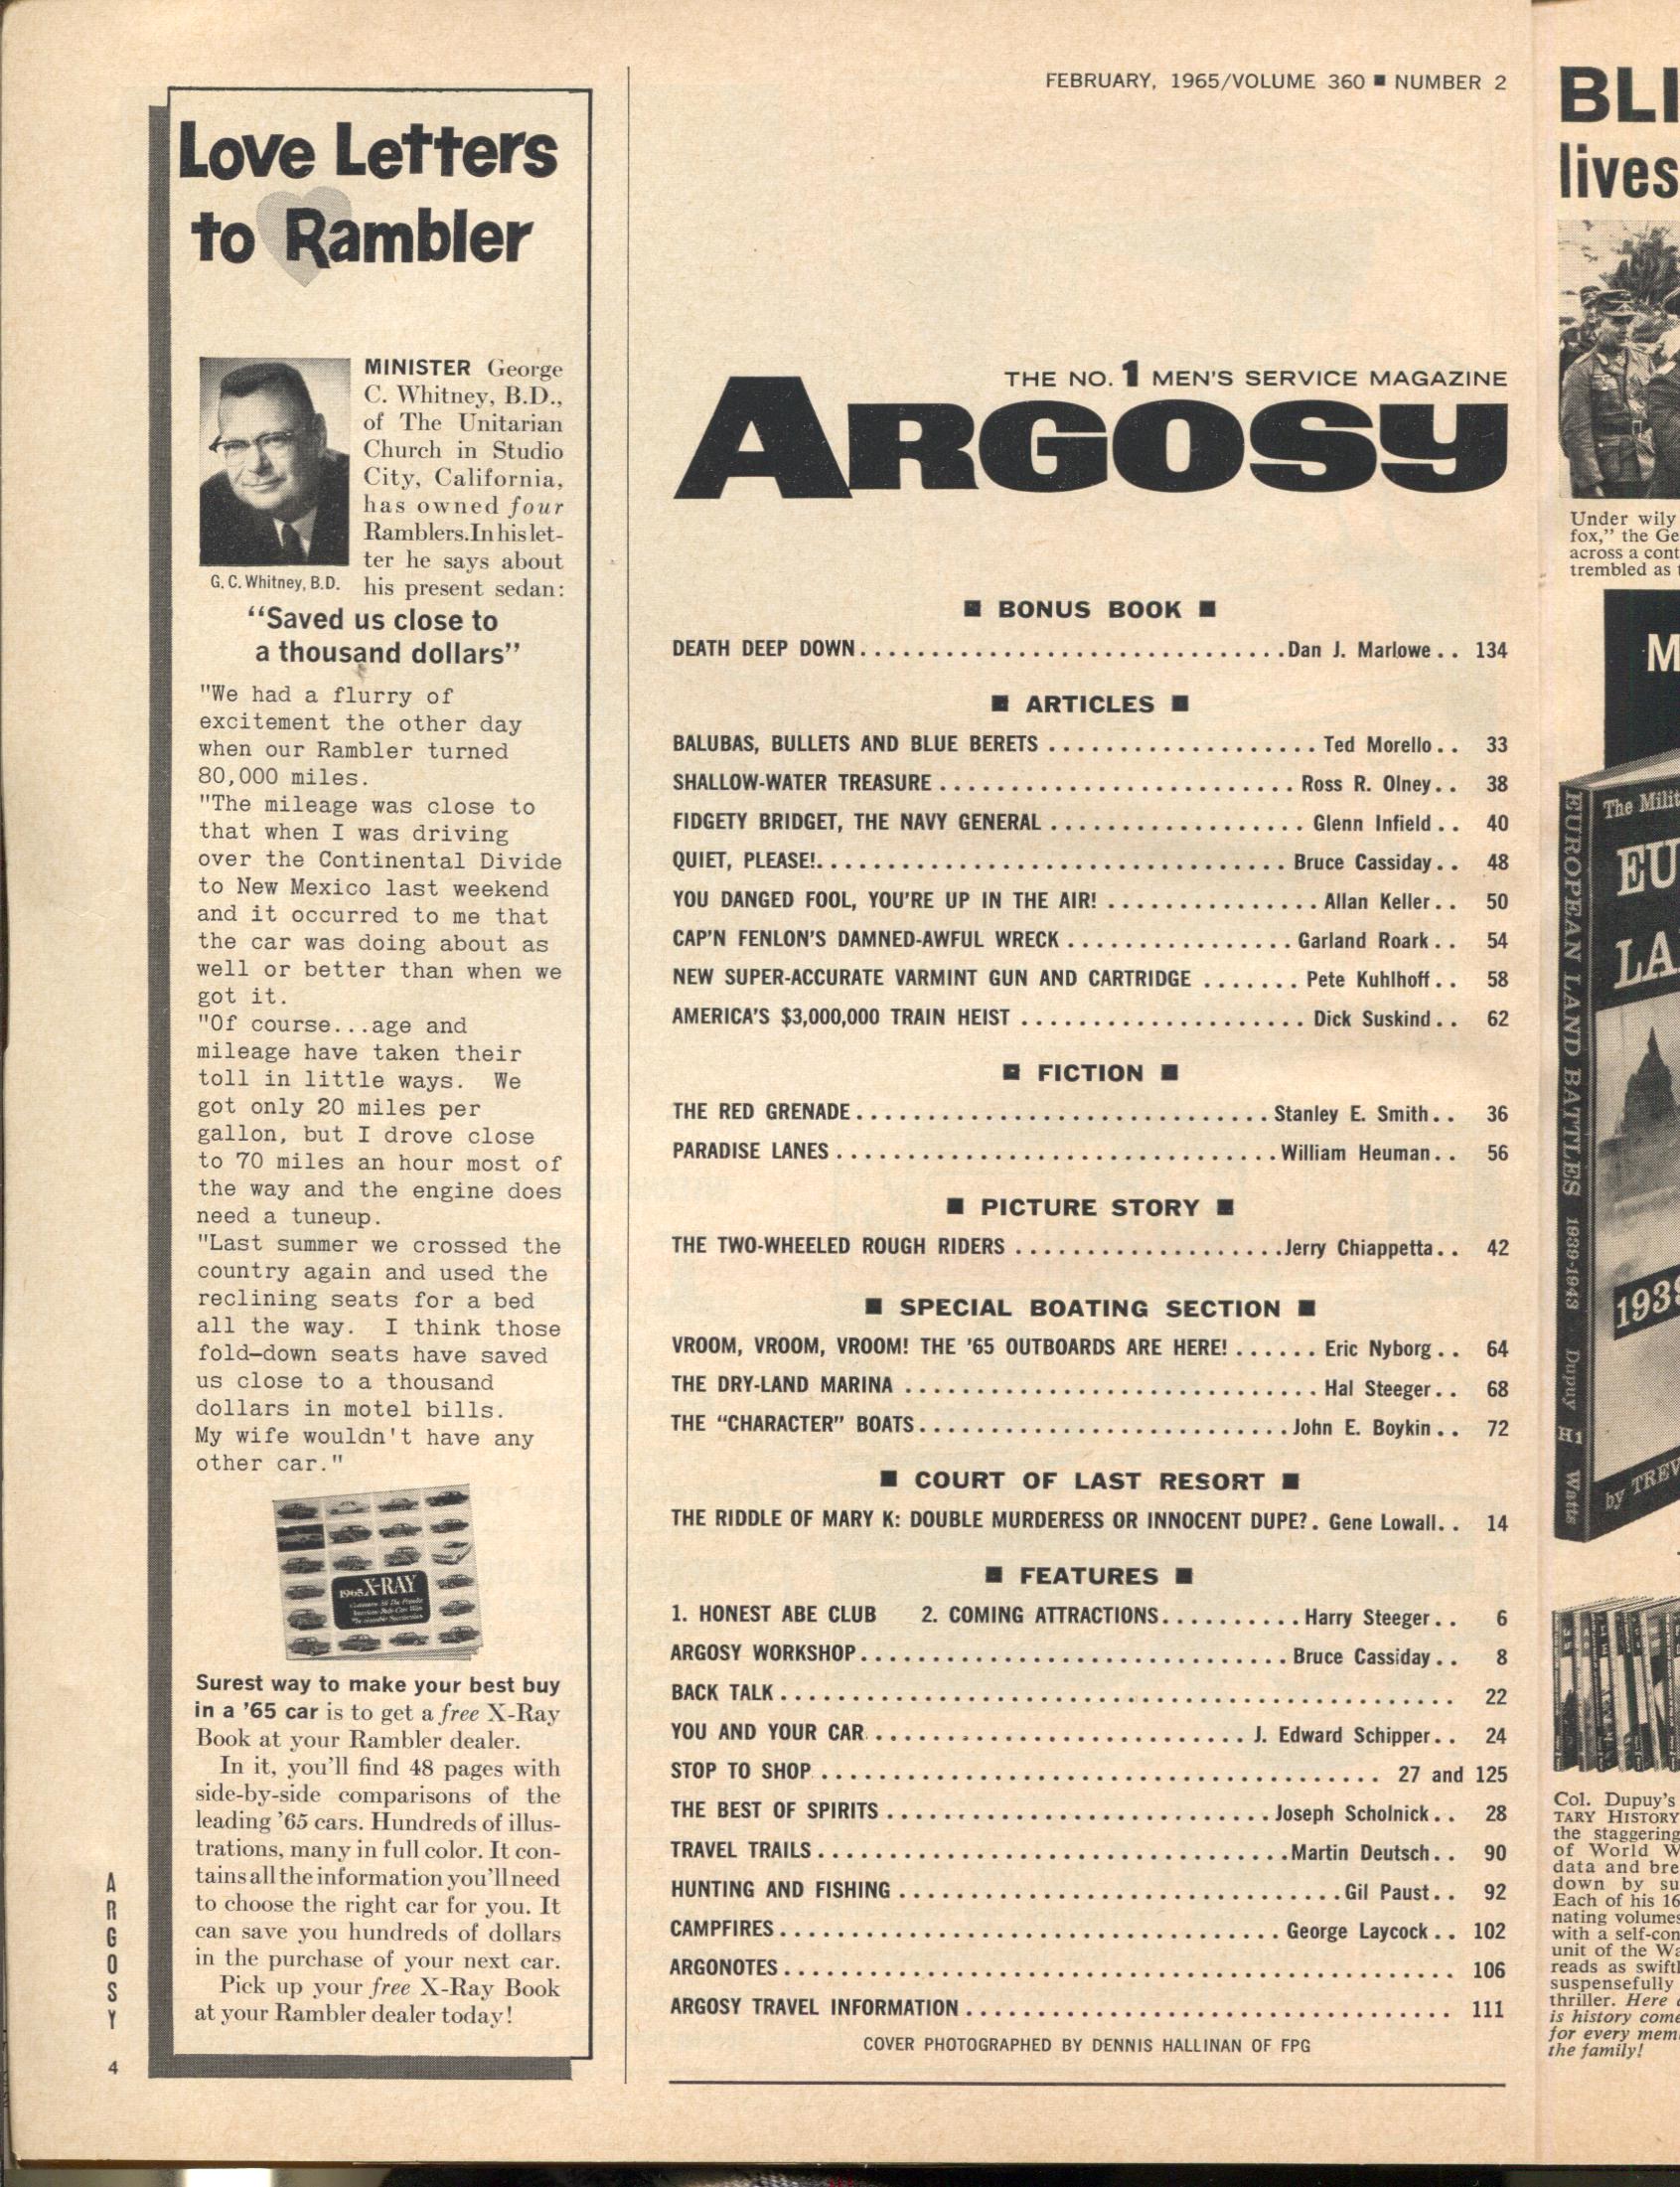 Love Letters
to Rambler
MINISTER George
C. Whitney, B.D.,
of The Unitarian
Church in Studio
City, California,
has owned four
Ramblers.In his let-
ter he says about
his present sedan:
G. C. Whitney, B.D.
“Saved us close to
a thousand dollars”
"We had a flurry of
excitement the other day
when our Rambler turned
80,000 miles.
"The mileage was close to
that when I was driving
over the Continental Divide
to New Mexico last weekend
and it occurred to me that
the car was doing about as
well or better than when we
got it.
"Of course...age and
mileage have taken their
toll in little ways. We
got only 20 miles per
gallon, but I drove close
to 70 miles an hour most of
the way and the engine does
need a tuneup.
"Last summer we crossed the
country again and used the
reclining seats for a bed
all the way. I think those
fold-down seats have saved
us close to a thousand
dollars in motel bills.
My wife wouldn't have any
other car."
1965 X-RAY
Surest way to make your best buy
in a ’65 car is to get a free X-Ray
Book at your Rambler dealer.
In it, you’ll find 48 pages with
side-by-side comparisons of the
leading ’65 cars. Hundreds of illus-
trations, many in full color. It con-
tains all the information you’ll need
to choose the right car for you. It
can save you hundreds of dollars
in the purchase of your next car.
Pick up your free X-Ray Book
at your Rambler dealer today!
ARGOSY
4
FEBRUARY, 1965/VOLUME 360 ■ NUMBER 2
THE NO. 1 MEN'S SERVICE MAGAZINE
ARGOSY
■ BONUS BOOK ■
DEATH DEEP DOWN..............................Dan J. Marlowe.. 134
■ ARTICLES ■
BALUBAS, BULLETS AND BLUE BERETS ................... Ted Morello.. 33
SHALLOW-WATER TREASURE ......................... Ross R. Olney.. 38
FIDGETY BRIDGET, THE NAVY GENERAL .................. Glenn Infield.. 40
QUIET, PLEASE!................................. Bruce Cassiday.. 48
YOU DANGED FOOL, YOU'RE UP IN THE AIR! ............... Allan Keller.. 50
CAP'N FENLON'S DAMNED-AWFUL WRECK ................ Garland Roark.. 54
NEW SUPER-ACCURATE VARMINT GUN AND CARTRIDGE ....... Pete Kuhlhoff.. 58
AMERICA'S $3,000,000 TRAIN HEIST .................... Dick Suskind.. 62
■ FICTION ■
THE RED GRENADE............................. Stanley E. Smith.. 36
PARADISE LANES ...............................William Heuman.. 56
■ PICTURE STORY ■
THE TWO-WHEELED ROUGH RIDERS ...................Jerry Chiappetta.. 42
■ SPECIAL BOATING SECTION ■
VROOM, VROOM, VROOM! THE '65 OUTBOARDS ARE HERE! ...... Eric Nyborg.. 64
THE DRY-LAND MARINA ............................. Hal Steeger.. 68
THE “CHARACTER” BOATS..........................John E. Boykin.. 72
■ COURT OF LAST RESORT ■
THE RIDDLE OF MARY K: DOUBLE MURDERESS OR INNOCENT DUPE?. Gene Lowall.. 14
■ FEATURES ■
1. HONEST ABE CLUB 2. COMING ATTRACTIONS..........Harry Steeger.. 6
ARGOSY WORKSHOP.............................. Bruce Cassiday.. 8
BACK TALK............................................... 22
YOU AND YOUR CAR.......................... J. Edward Schipper.. 24
STOP TO SHOP....................................... 27 and 125
THE BEST OF SPIRITS...........................Joseph Scholnick.. 28
TRAVEL TRAILS.................................Martin Deutsch.. 90
HUNTING AND FISHING...............................Gil Paust.. 92
CAMPFIRES................................... George Laycock.. 102
ARGONOTES............................................... 106
ARGOSY TRAVEL INFORMATION.................................. 111
COVER PHOTOGRAPHED BY DENNIS HALLINAN OF FPG
BLI
lives
Under wily
fox,” the Ge
across a cont
trembled as
M
The Milit
EU
LA
1939
by TREV
EUROPEAN LAND BATTLES 1939-1943 Dupuy H1 Watts
Col. Dupuy's
TARY HISTORY
the staggering
of World W
data and bre
down by su
Each of his 16
nating volumes
with a self-con
unit of the Wa
reads as swiftl
suspensefully
thriller. Here
is history come
for every mem
the family!